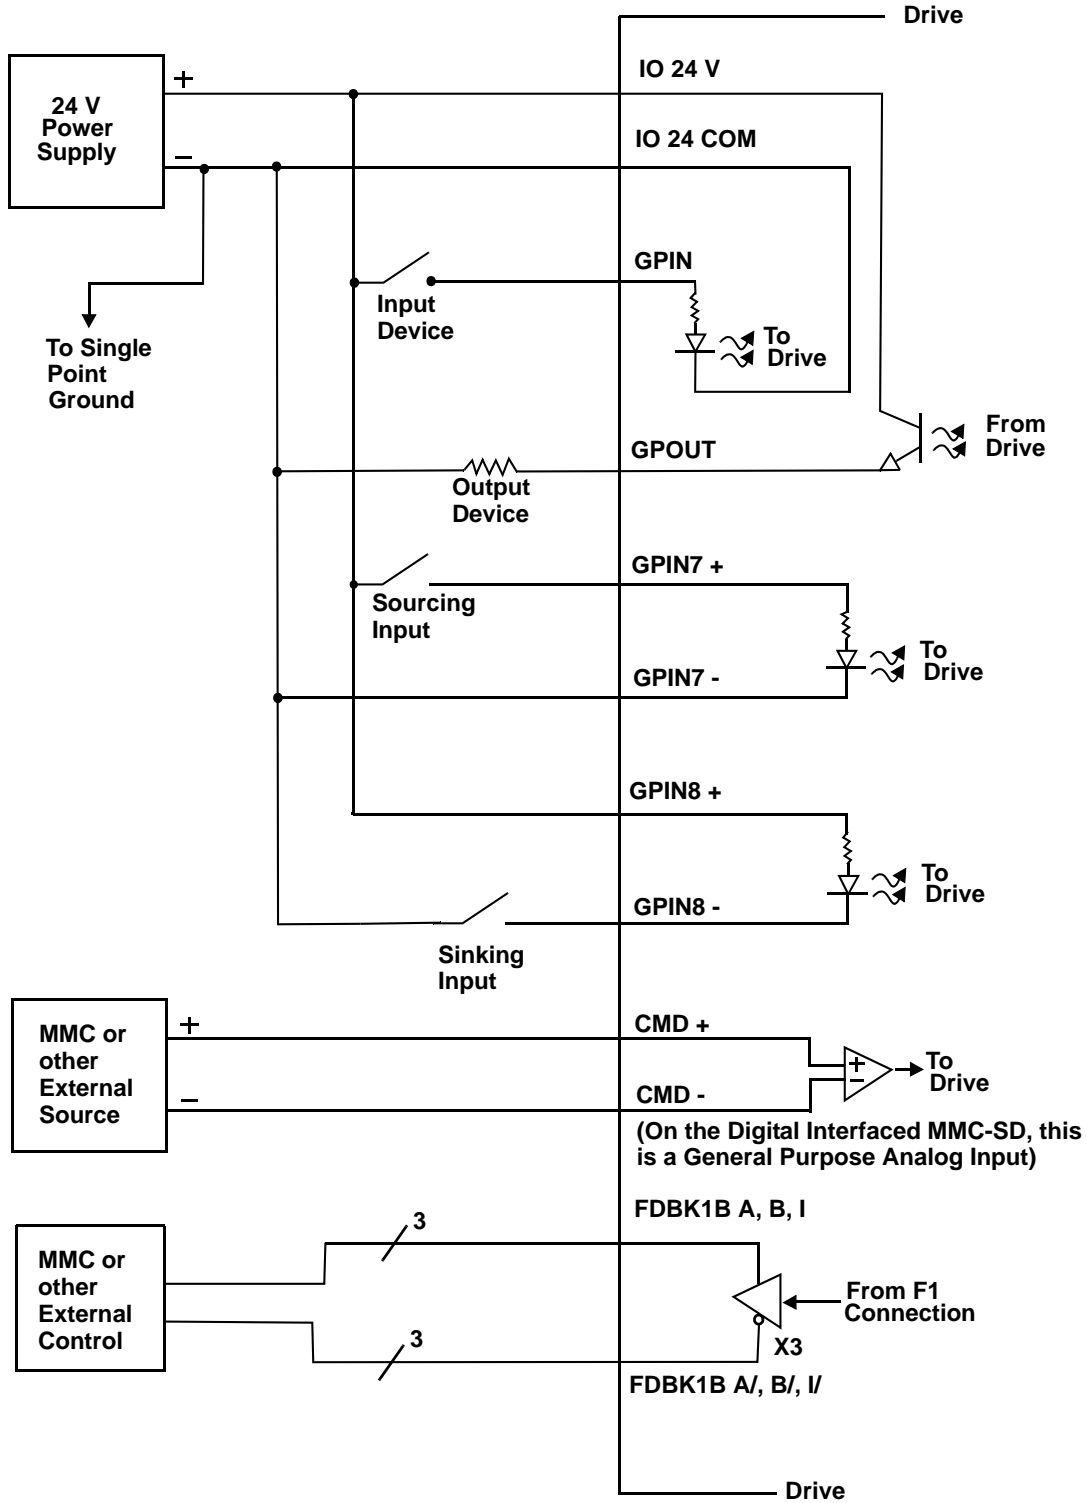 Drive
IO 24 V
+
24 V
Power
Supply
IO 24 COM
−
GPIN
Input
Device
To
Drive
To Single
Point
Ground
From
Drive
GPOUT
Output
Device
GPIN7 +
Sourcing
Input
To
Drive
GPIN7 -
GPIN8 +
To
Drive
GPIN8 -
Sinking
Input
MMC or
other
External
Source
+
CMD +
+
−
To
Drive
−
CMD -
(On the Digital Interfaced MMC-SD, this
is a General Purpose Analog Input)
FDBK1B A, B, I
3
MMC or
other
External
Control
From F1
Connection
3
X3
FDBK1B A/, B/, I/
Drive